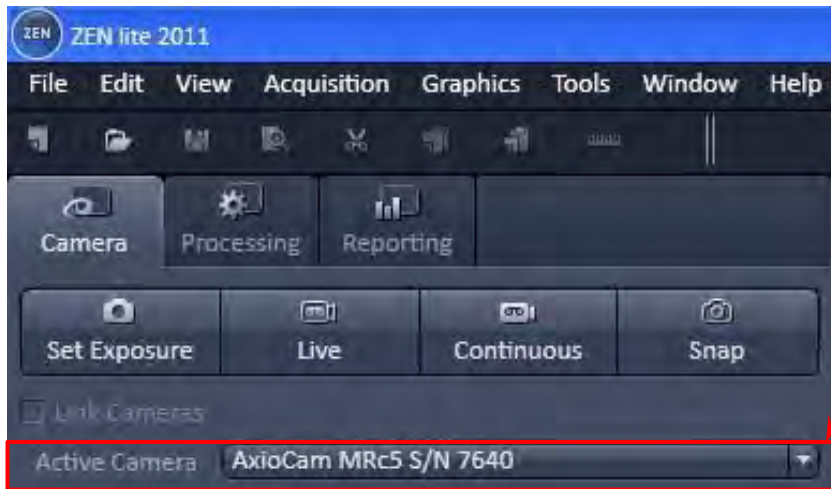 ZEN ZEN lite 2011
File Edit View Acquisition Graphics Tools Window Help
Camera Processing Reporting
Set Exposure Live Continuous Snap
Link Cameras
Active Camera AxioCam MRc5 S/N 7640